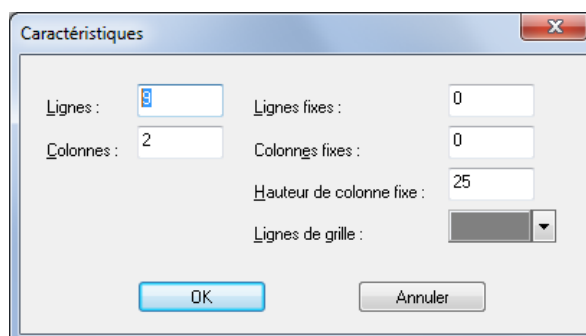 Caractéristiques
Lignes : 9 Lignes fixes : 0
Colonnes : 2 Colonnes fixes : 0
Hauteur de colonne fixe : 25
Lignes de grille :
OK Annuler